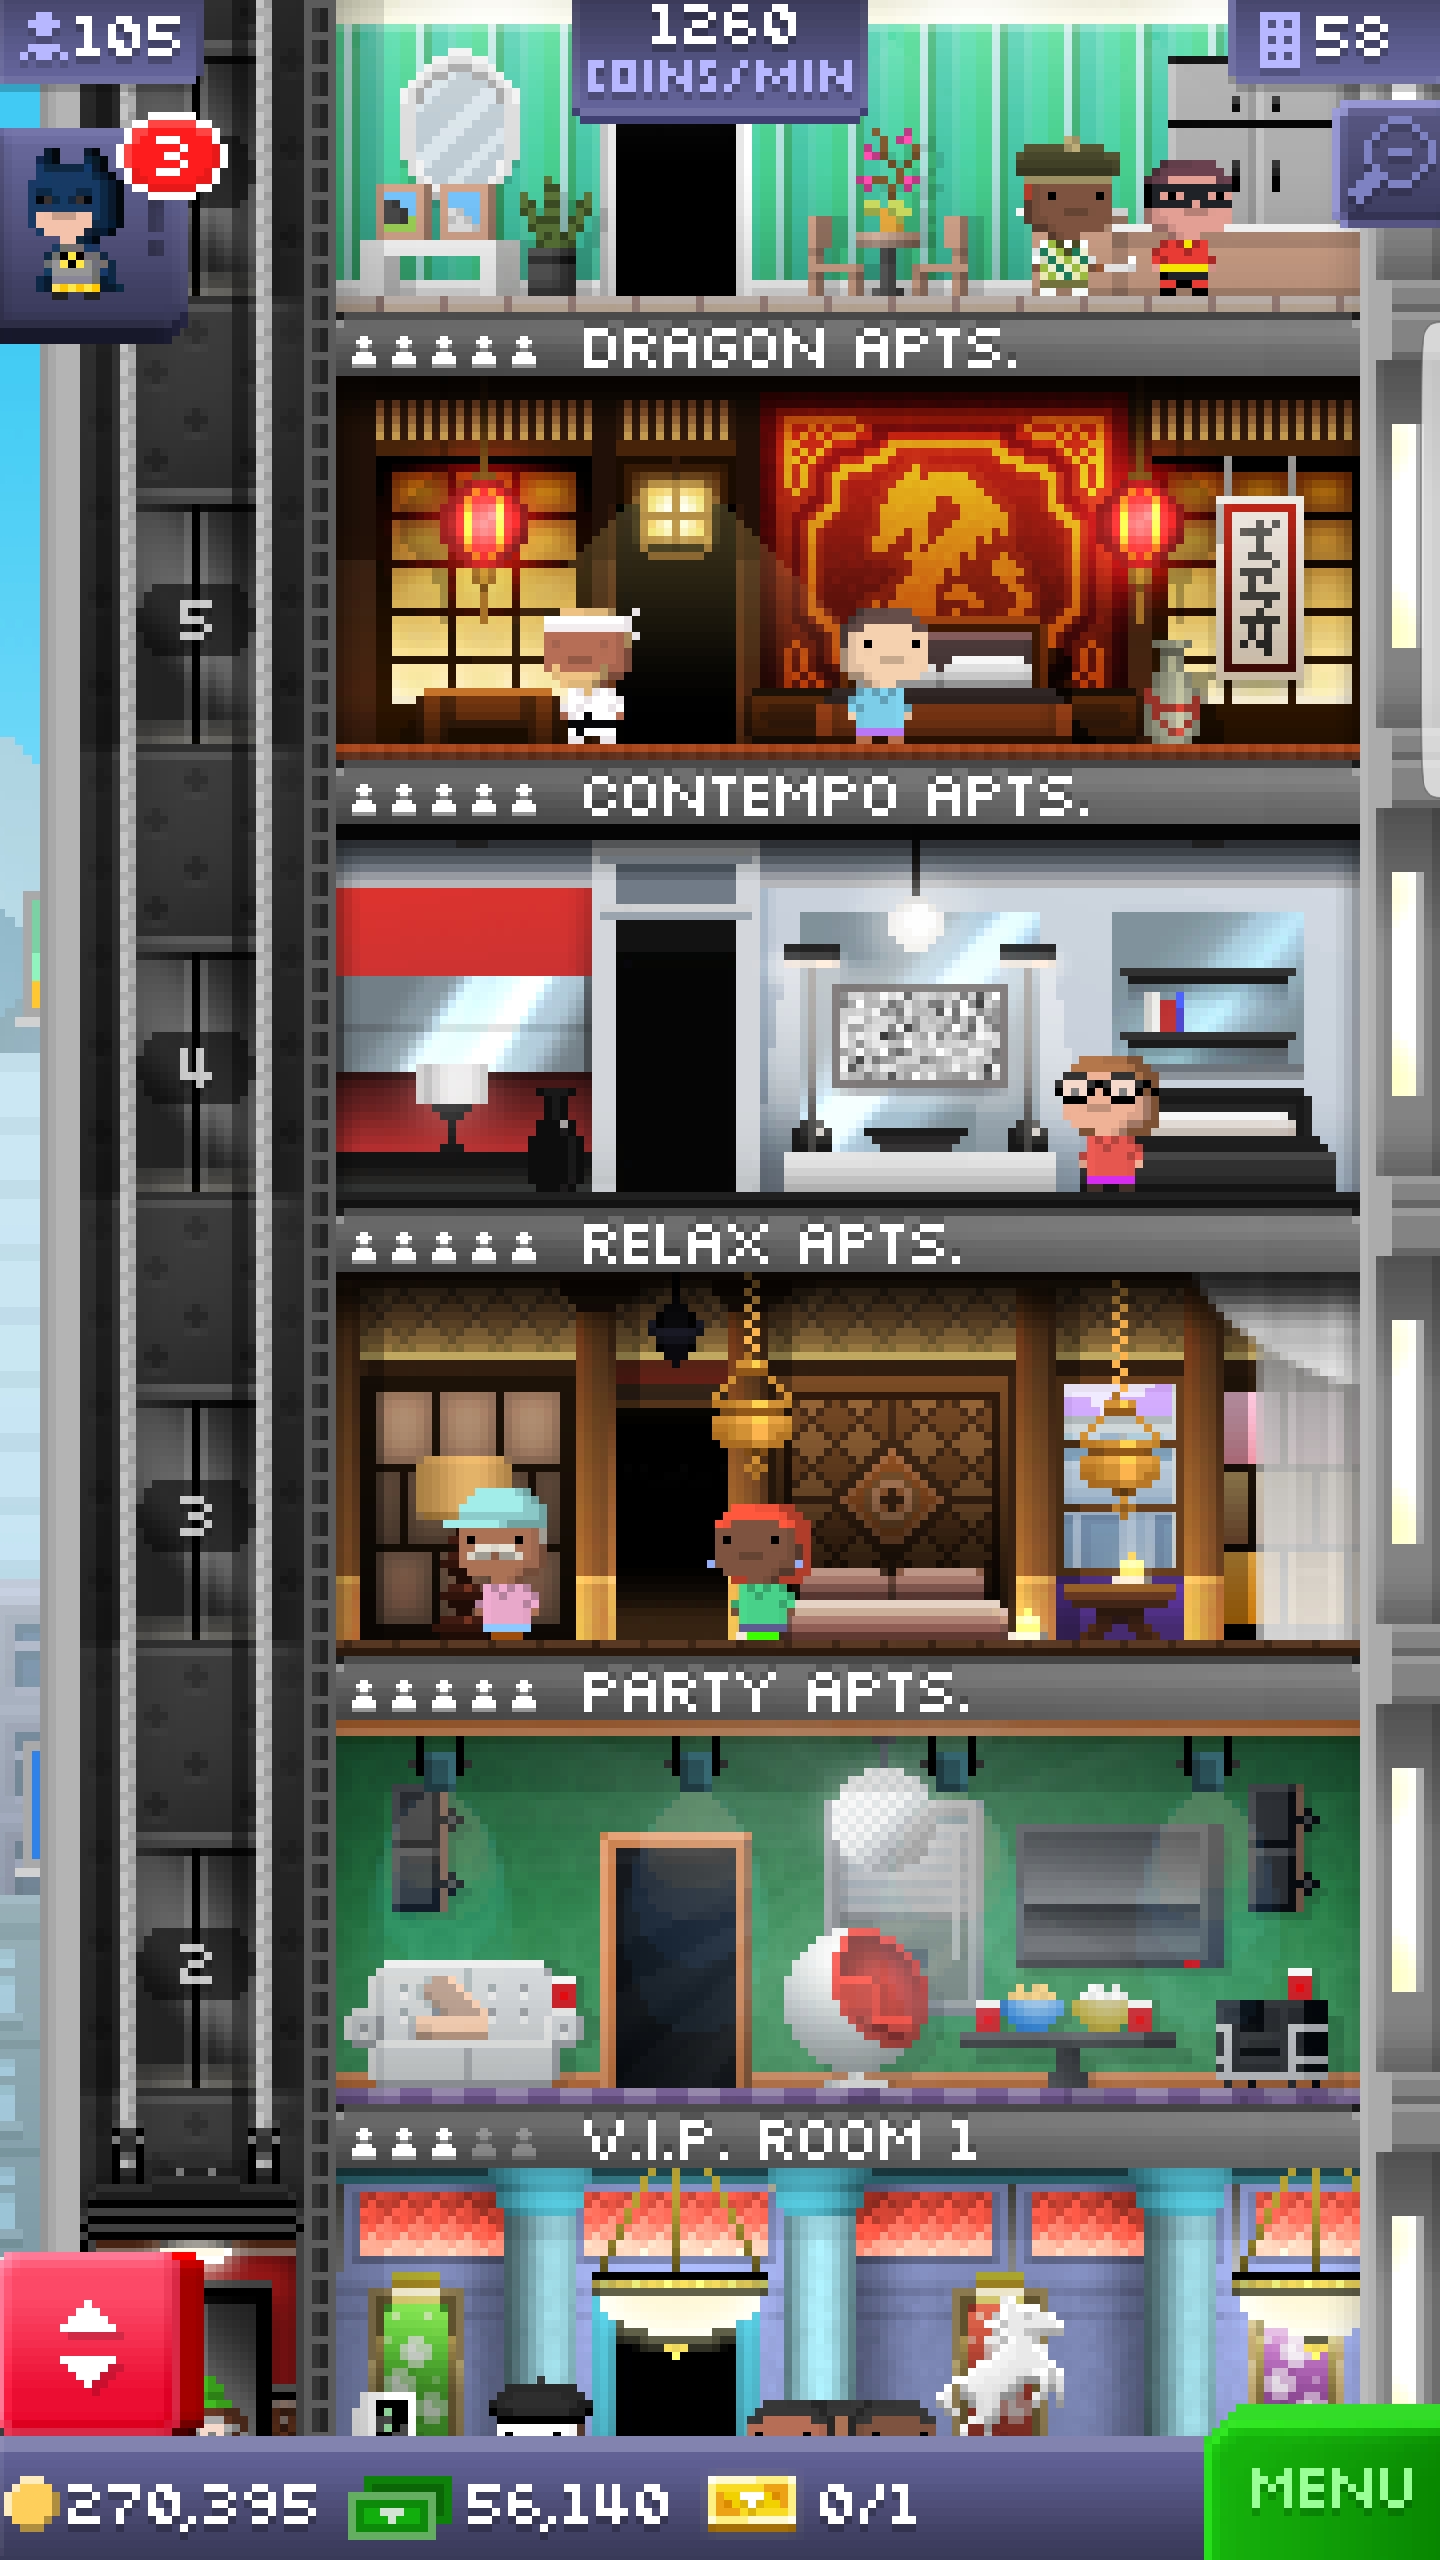 105
1260
COINS/MIN
58
3
DRAGON APTS.
5
CONTEMPO APTS.
4
RELAX APTS.
3
PARTY APTS.
2
V.I.P. ROOM 1
270,395
56,140
0/1
MENU